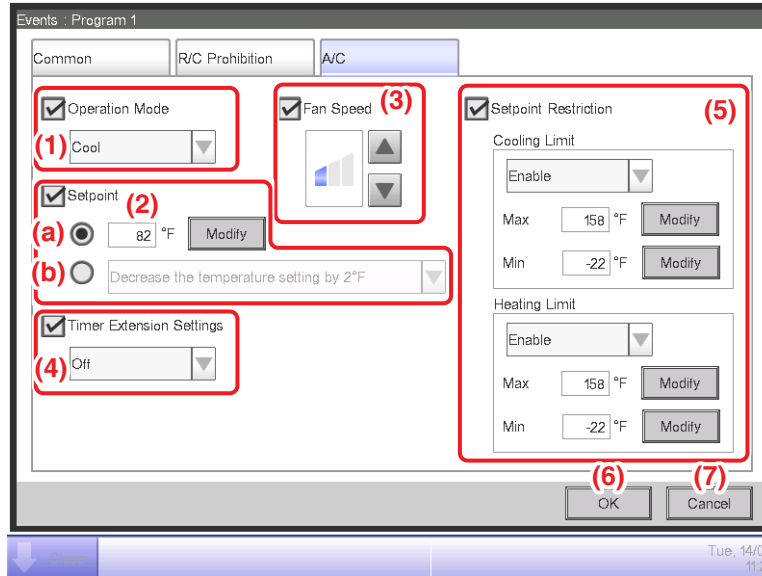 Events : Program 1
Common
R/C Prohibition
A/C
Operation Mode
(1)
Cool
Fan Speed
(3)
Setpoint
(2)
(a)
82 °F
Modify
(b)
Decrease the temperature setting by 2°F
Timer Extension Settings
(4)
Off
Setpoint Restriction
(5)
Cooling Limit
Enable
Max 158 °F Modify
Min -22 °F Modify
Heating Limit
Enable
Max 158 °F Modify
Min -22 °F Modify
(6)
(7)
OK
Cancel
Tue, 14/0